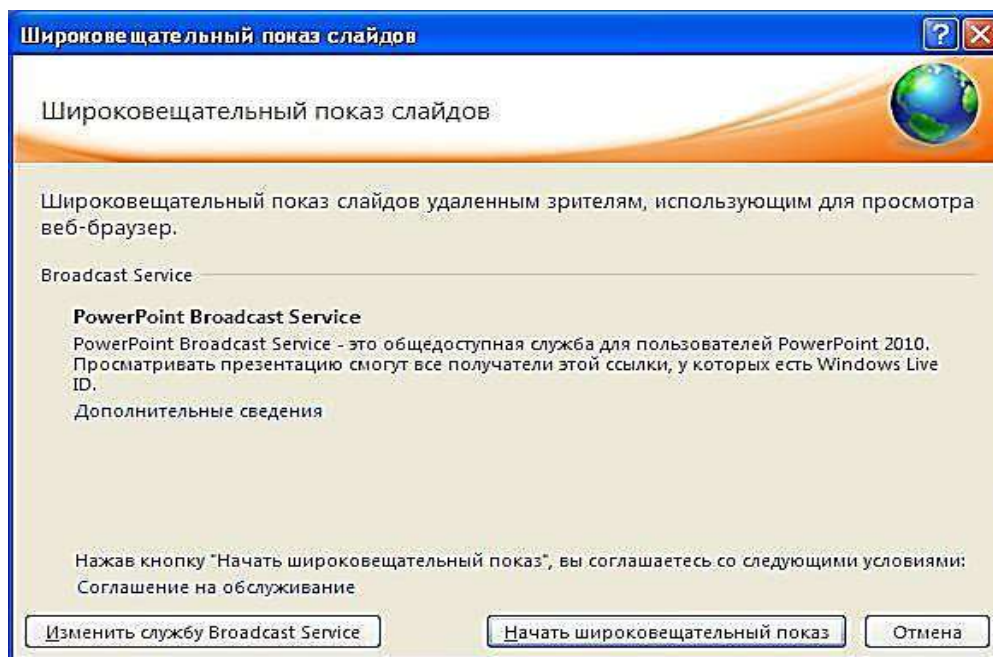 Широковещательный показ слайдов
Широковещательный показ слайдов
Широковещательный показ слайдов удаленным зрителям, использующим для просмотра
веб-браузер.
Broadcast Service
PowerPoint Broadcast Service
PowerPoint Broadcast Service - это общедоступная служба для пользователей PowerPoint 2010.
Просматривать презентацию смогут все получатели этой ссылки, у которых есть Windows Live
ID.
Дополнительные сведения
Нажав кнопку "Начать широковещательный показ", вы соглашаетесь со следующими условиями:
Соглашение на обслуживание
Изменить службу Broadcast Service Начать широковещательный показ Отмена